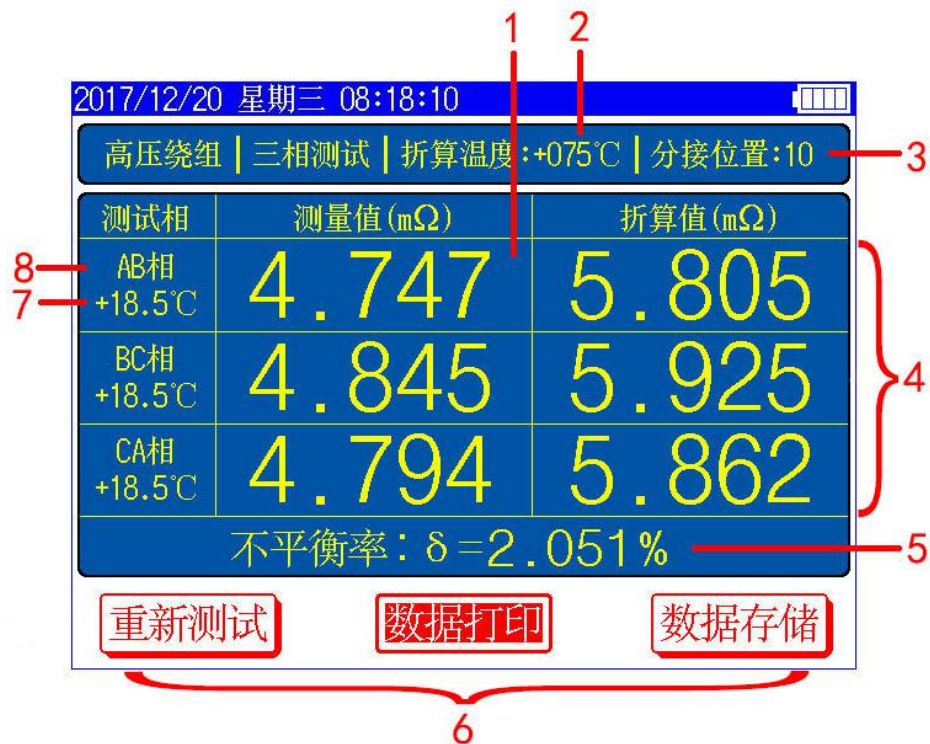 1 2
2017/12/20 星期三 08:18:10
高压绕组 | 三相测试 | 折算温度:+075℃ | 分接位置:10 3
测试相 测量值(mΩ) 折算值(mΩ)
8 AB相 4.747 5.805
7 +18.5℃
BC相 4.845 5.925 4
+18.5℃
CA相 4.794 5.862
+18.5℃
不平衡率:δ=2.051% 5
重新测试 数据打印 数据存储
6